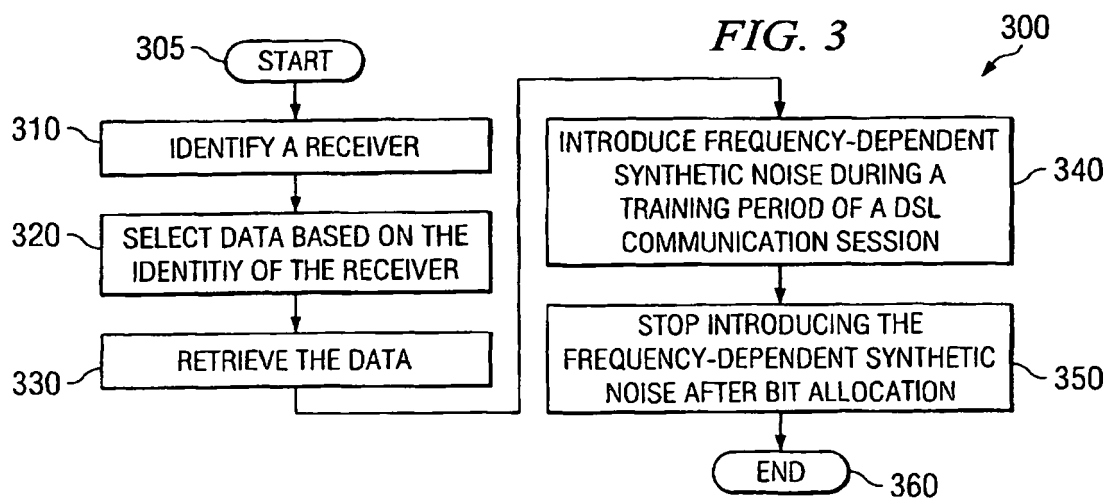 FIG. 3
300
305
START
310
IDENTIFY A RECEIVER
320
SELECT DATA BASED ON THE
IDENTITIY OF THE RECEIVER
330
RETRIEVE THE DATA
INTRODUCE FREQUENCY-DEPENDENT
SYNTHETIC NOISE DURING A
TRAINING PERIOD OF A DSL
COMMUNICATION SESSION
340
STOP INTRODUCING THE
FREQUENCY-DEPENDENT SYNTHETIC
NOISE AFTER BIT ALLOCATION
350
END
360